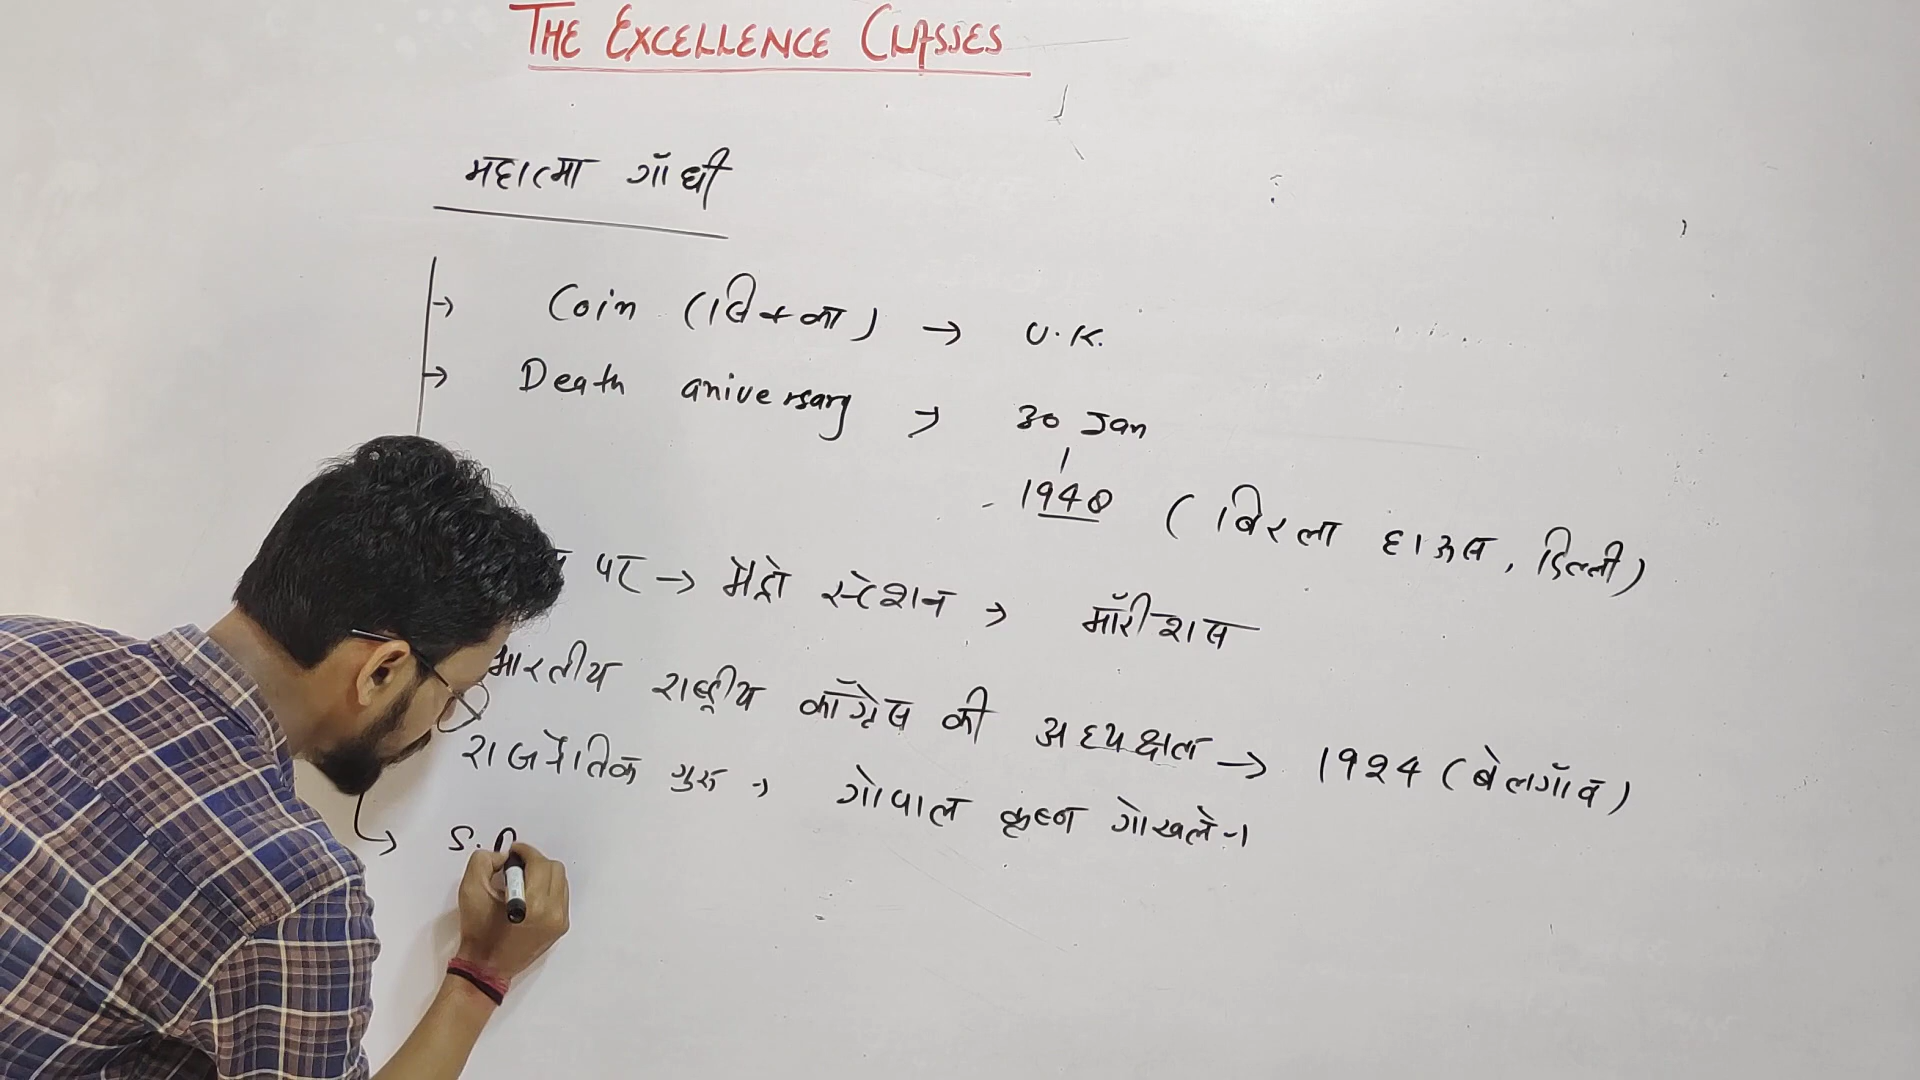 THE EXCELLENCE CLASSES
महात्मा गाँधी
→ Coin (सिक्का) → U.K.
→ Death aniversary → 30 Jan
1948 (बिरला हाऊस, दिल्ली)
पर → मैट्रो स्टेशन → मॉरीशस
भारतीय राष्ट्रीय काँग्रेस की अध्यक्षता → 1924 (बेलगाँव)
राजनैतिक गुरु → गोपाल कृष्ण गोखले
→ S.